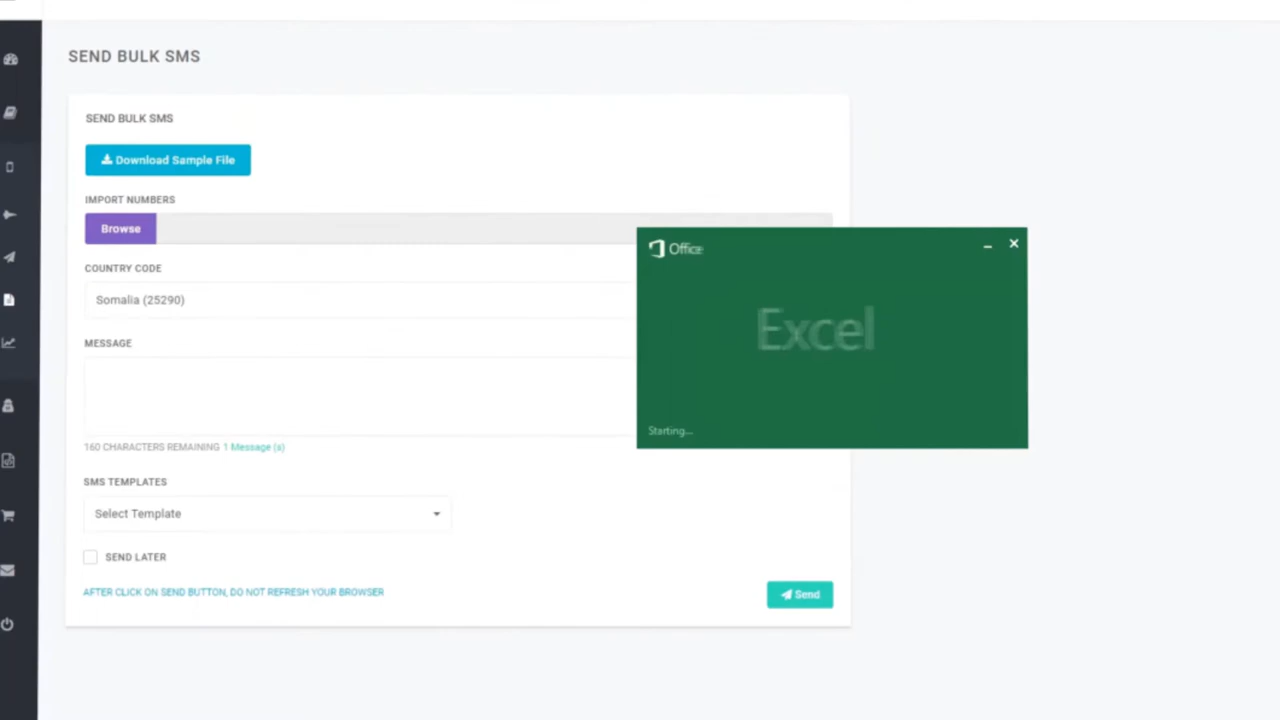 SEND BULK SMS
SEND BULK SMS
Download Sample File
IMPORT NUMBERS
Browse
Office
COUNTRY CODE
Somalia (25290)
Excel
MESSAGE
Starting...
160 CHARACTERS REMAINING 1 Message (s)
SMS TEMPLATES
Select Template
SEND LATER
AFTER CLICK ON SEND BUTTON, DO NOT REFRESH YOUR BROWSER
Send